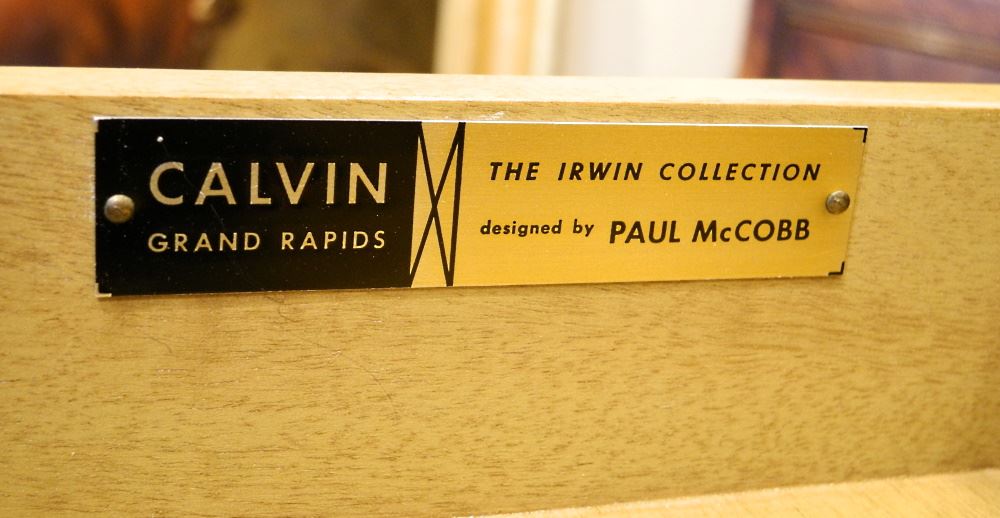 CALVIN
GRAND RAPIDS
THE IRWIN COLLECTION
designed by PAUL McCOBB